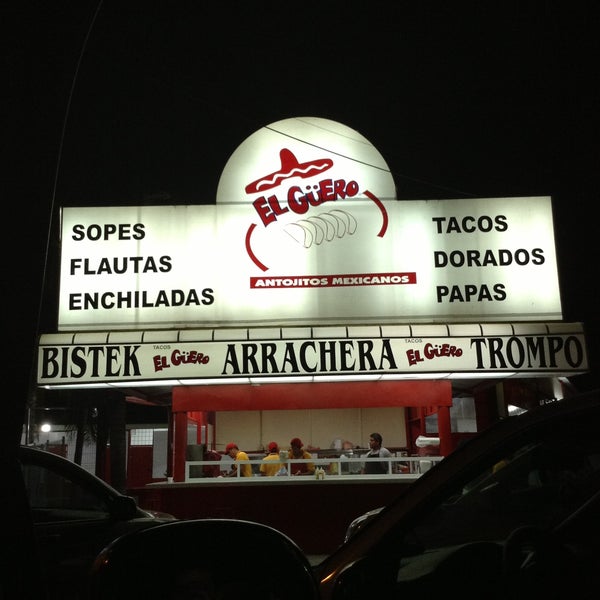 EL GÜERO
ANTOJITOS MEXICANOS
SOPES
FLAUTAS
ENCHILADAS
TACOS
DORADOS
PAPAS
BISTEK TACOS EL GÜERO ARRACHERA TACOS EL GÜERO TROMPO